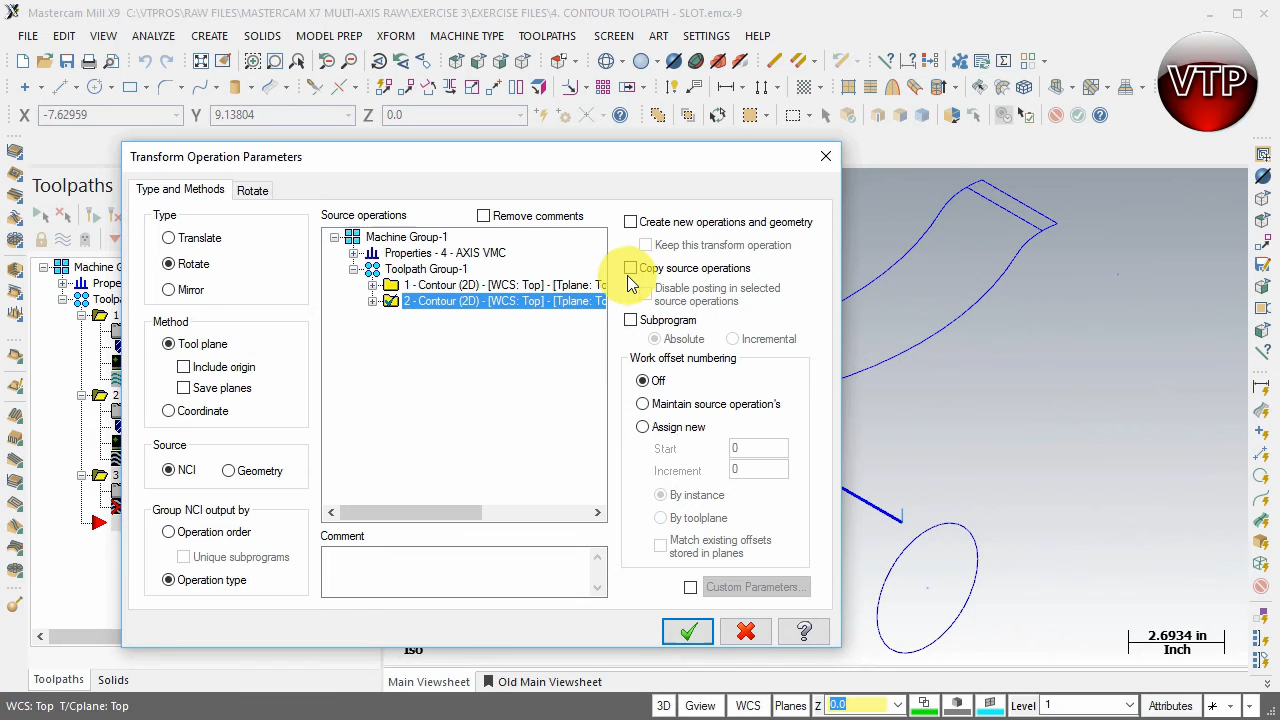 Mastercam Mill X9 C:\VTPROS\RAW FILES\MASTERCAM X7 MULTI-AXIS RAW\EXERCISE 3\EXERCISE FILES\4. CONTOUR TOOLPATH - SLOT.emcx-9
FILE EDIT VIEW ANALYZE CREATE SOLIDS MODEL PREP XFORM MACHINE TYPE TOOLPATHS SCREEN ART SETTINGS HELP
VTP
X -7.62959 Y 9.13804 Z 0.0
Transform Operation Parameters
Toolpaths
Type and Methods Rotate
Type
Translate
Rotate
Mirror
Method
Tool plane
Include origin
Save planes
Coordinate
Source
NCI Geometry
Group NCI output by
Operation order
Unique subprograms
Operation type
Source operations Remove comments
Machine Group-1
Properties - 4 - AXIS VMC
Toolpath Group-1
1 - Contour (2D) - [WCS: Top] - [Tplane: To
2 - Contour (2D) - [WCS: Top] - [Tplane: To
Comment
Create new operations and geometry
Keep this transform operation
Copy source operations
Disable posting in selected
source operations
Subprogram
Absolute Incremental
Work offset numbering
Off
Maintain source operation's
Assign new
Start 0
Increment 0
By instance
By toolplane
Match existing offsets
stored in planes
Custom Parameters...
Machine G
Prope
Toolp
1
2
3
Iso
2.6934 in
Inch
Toolpaths Solids
Main Viewsheet Old Main Viewsheet
WCS: Top T/Cplane: Top
3D Gview WCS Planes Z 0.0 Level 1 Attributes